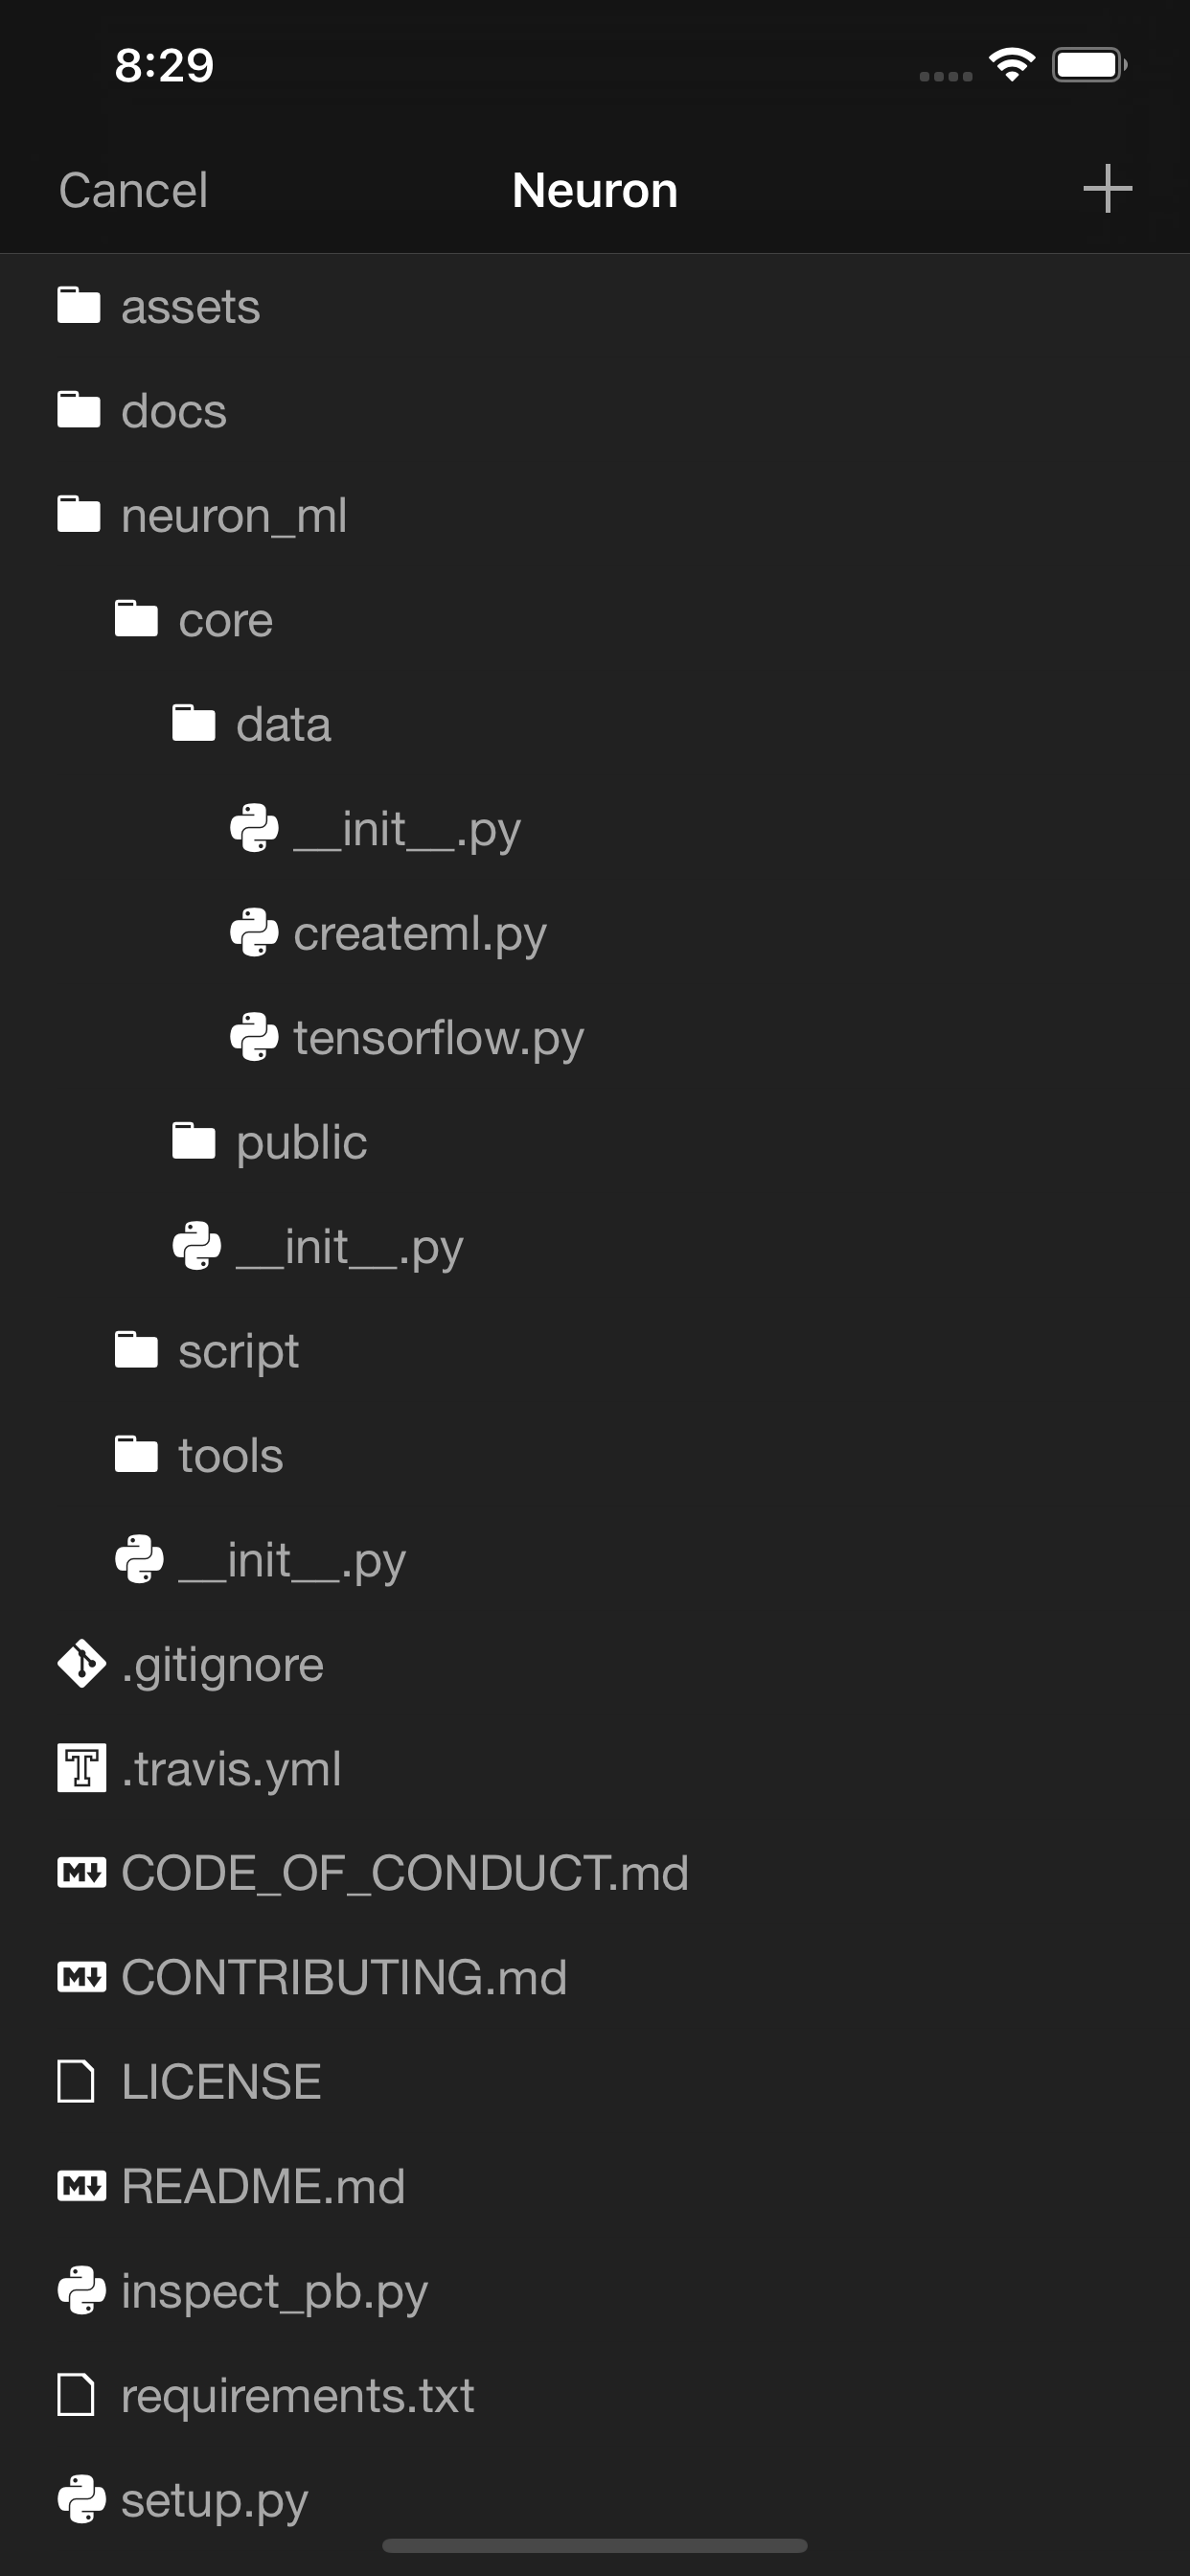 8:29
Cancel Neuron
assets
docs
neuron_ml
core
data
__init__.py
createml.py
tensorflow.py
public
__init__.py
script
tools
__init__.py
.gitignore
.travis.yml
CODE_OF_CONDUCT.md
CONTRIBUTING.md
LICENSE
README.md
inspect_pb.py
requirements.txt
setup.py